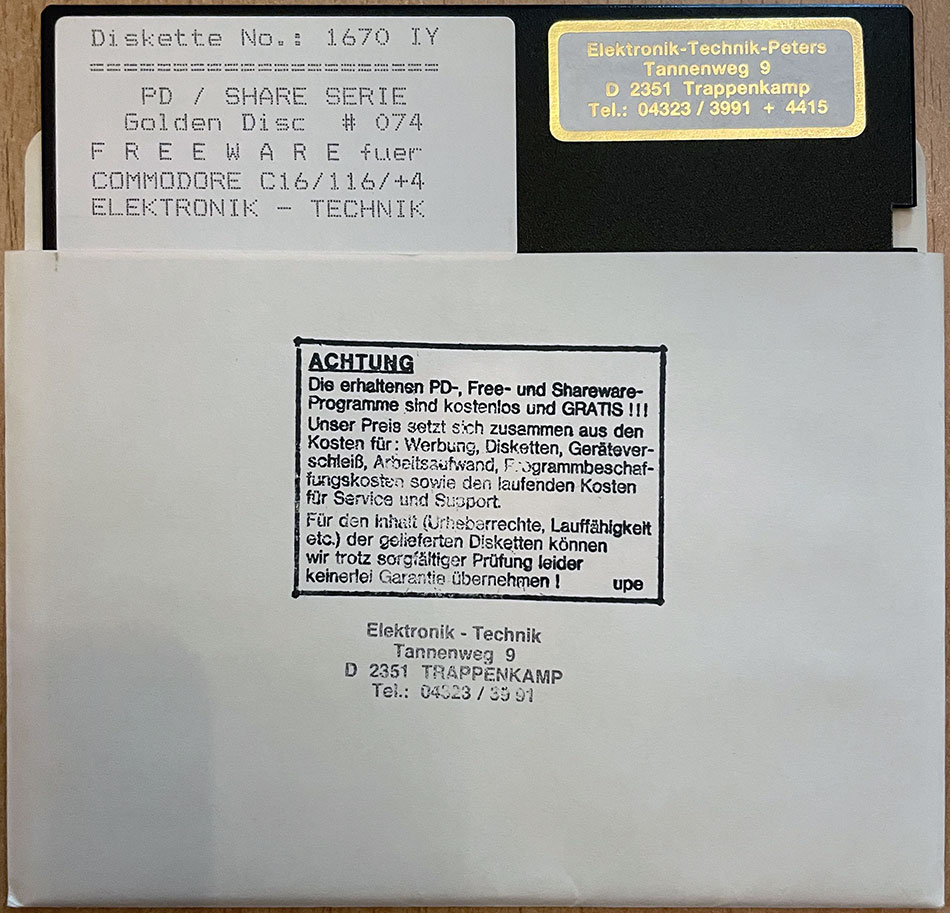 Diskette No.: 1670 IY
=====================
PD / SHARE SERIE
Golden Disc # 074
F R E E W A R E fuer
COMMODORE C16/116/+4
ELEKTRONIK - TECHNIK
Elektronik-Technik-Peters
Tannenweg 9
D 2351 Trappenkamp
Tel.: 04323 / 3991 + 4415
ACHTUNG
Die erhaltenen PD-, Free- und Shareware-
Programme sind kostenlos und GRATIS !!!
Unser Preis setzt sich zusammen aus den
Kosten für: Werbung, Disketten, Gerätever-
schleiß, Arbeitsaufwand, Programmbeschaf-
fungskosten sowie den laufenden Kosten
für Service und Support.
Für den Inhalt (Urheberrechte, Lauffähigkeit
etc.) der gelieferten Disketten können
wir trotz sorgfältiger Prüfung leider
keinerlei Garantie übernehmen ! upe
Elektronik - Technik
Tannenweg 9
D 2351 TRAPPENKAMP
Tel.: 04323 / 39 91